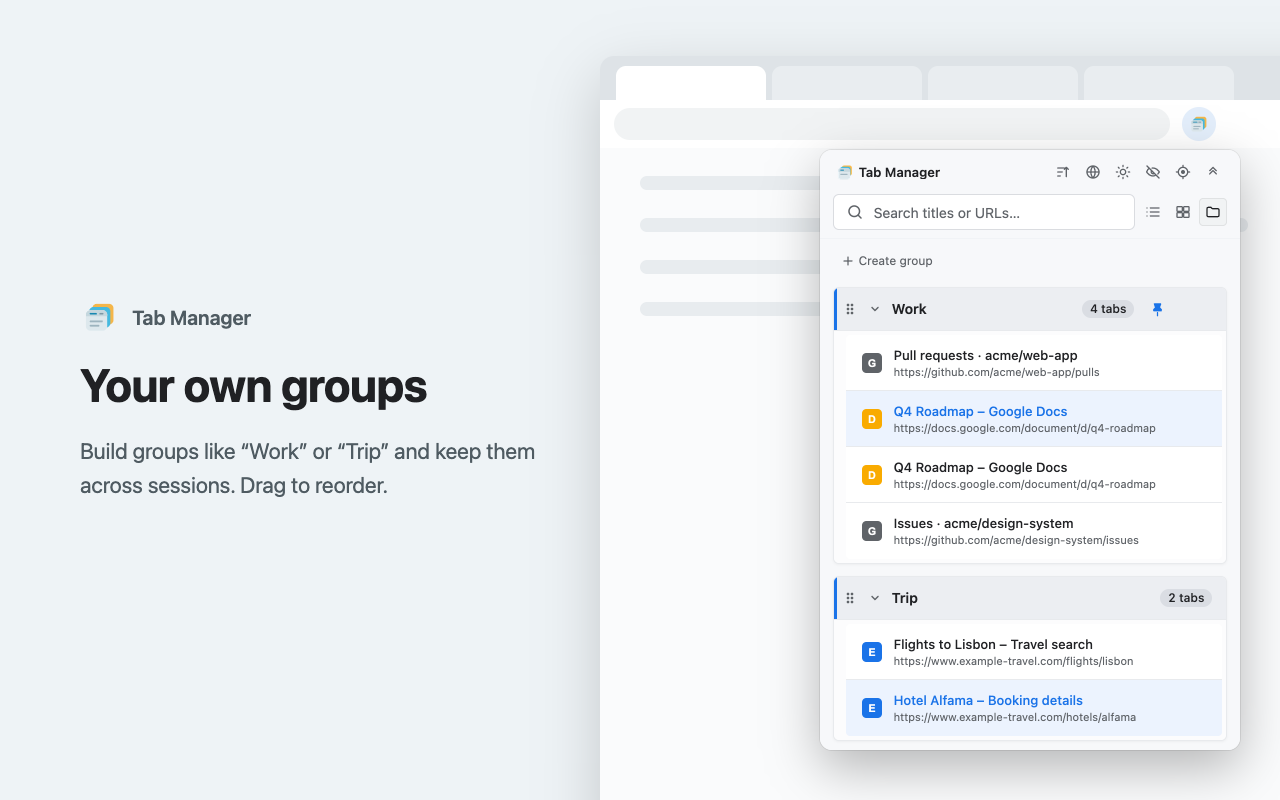 Tab Manager
Your own groups
Build groups like “Work” or “Trip” and keep them
across sessions. Drag to reorder.
Tab Manager
Search titles or URLs...
Create group
Work
4 tabs
G
Pull requests · acme/web-app
https://github.com/acme/web-app/pulls
D
Q4 Roadmap – Google Docs
https://docs.google.com/document/d/q4-roadmap
D
Q4 Roadmap – Google Docs
https://docs.google.com/document/d/q4-roadmap
G
Issues · acme/design-system
https://github.com/acme/design-system/issues
Trip
2 tabs
E
Flights to Lisbon – Travel search
https://www.example-travel.com/flights/lisbon
E
Hotel Alfama – Booking details
https://www.example-travel.com/hotels/alfama